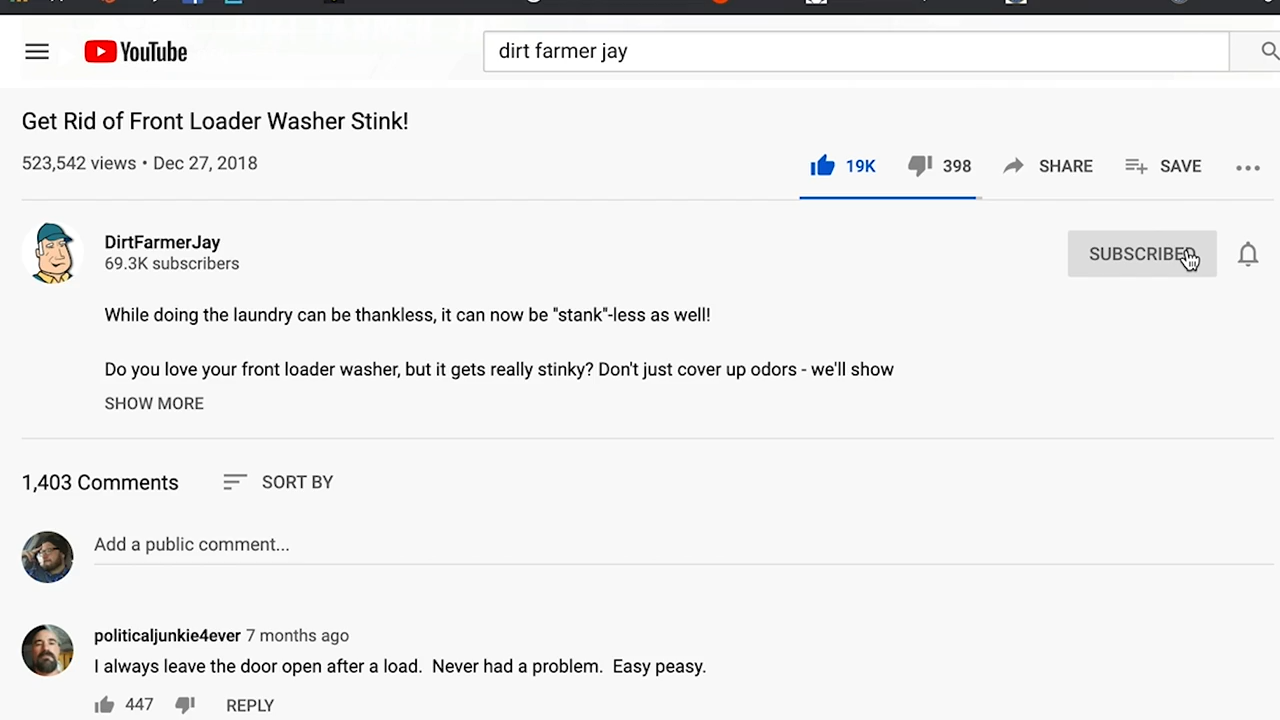 YouTube
dirt farmer jay
Get Rid of Front Loader Washer Stink!
523,542 views • Dec 27, 2018
19K 398 SHARE SAVE
DirtFarmerJay
69.3K subscribers
SUBSCRIBED
While doing the laundry can be thankless, it can now be "stank"-less as well!
Do you love your front loader washer, but it gets really stinky? Don't just cover up odors - we'll show
SHOW MORE
1,403 Comments SORT BY
Add a public comment...
politicaljunkie4ever 7 months ago
I always leave the door open after a load.  Never had a problem.  Easy peasy.
447 REPLY